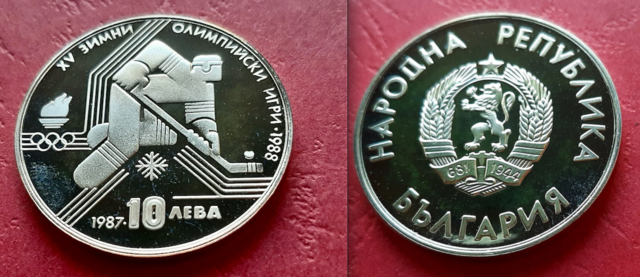 XV ЗИМНИ ОЛИМПИЙСКИ ИГРИ·1988
1987·10 ЛЕВА
НАРОДНА РЕПУБЛИКА
БЪЛГАРИЯ
681 1944